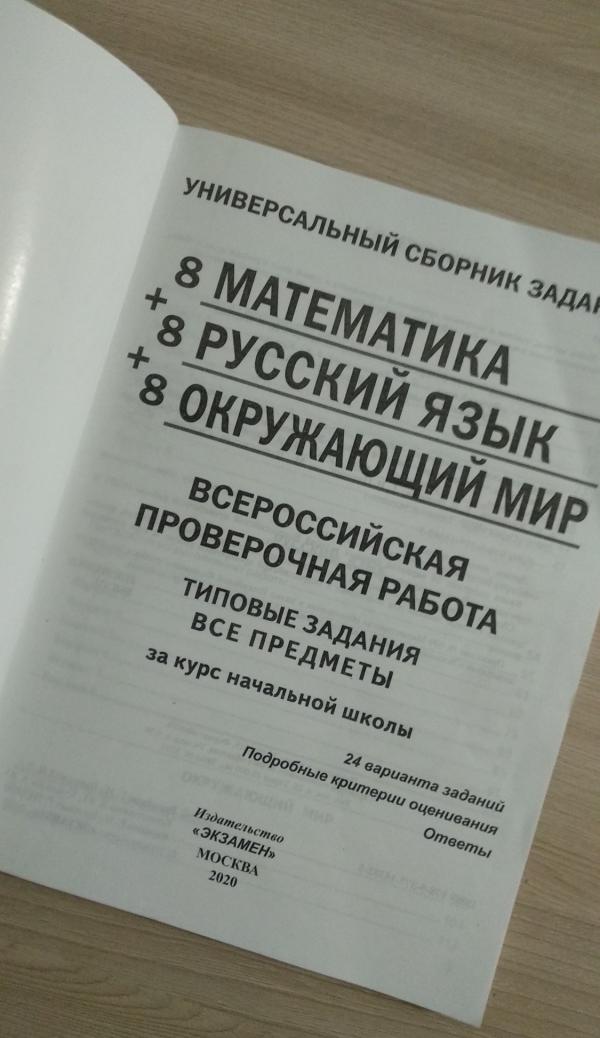 УНИВЕРСАЛЬНЫЙ СБОРНИК
8 МАТЕМАТИКА
+
8 РУССКИЙ ЯЗЫК
+
8 ОКРУЖАЮЩИЙ МИР
ВСЕРОССИЙСКАЯ
ПРОВЕРОЧНАЯ РАБОТА
ТИПОВЫЕ ЗАДАНИЯ
ВСЕ ПРЕДМЕТЫ
за курс начальной школы
24 варианта заданий
Подробные критерии оценивания
Ответы
Издательство
«ЭКЗАМЕН»
МОСКВА
2020